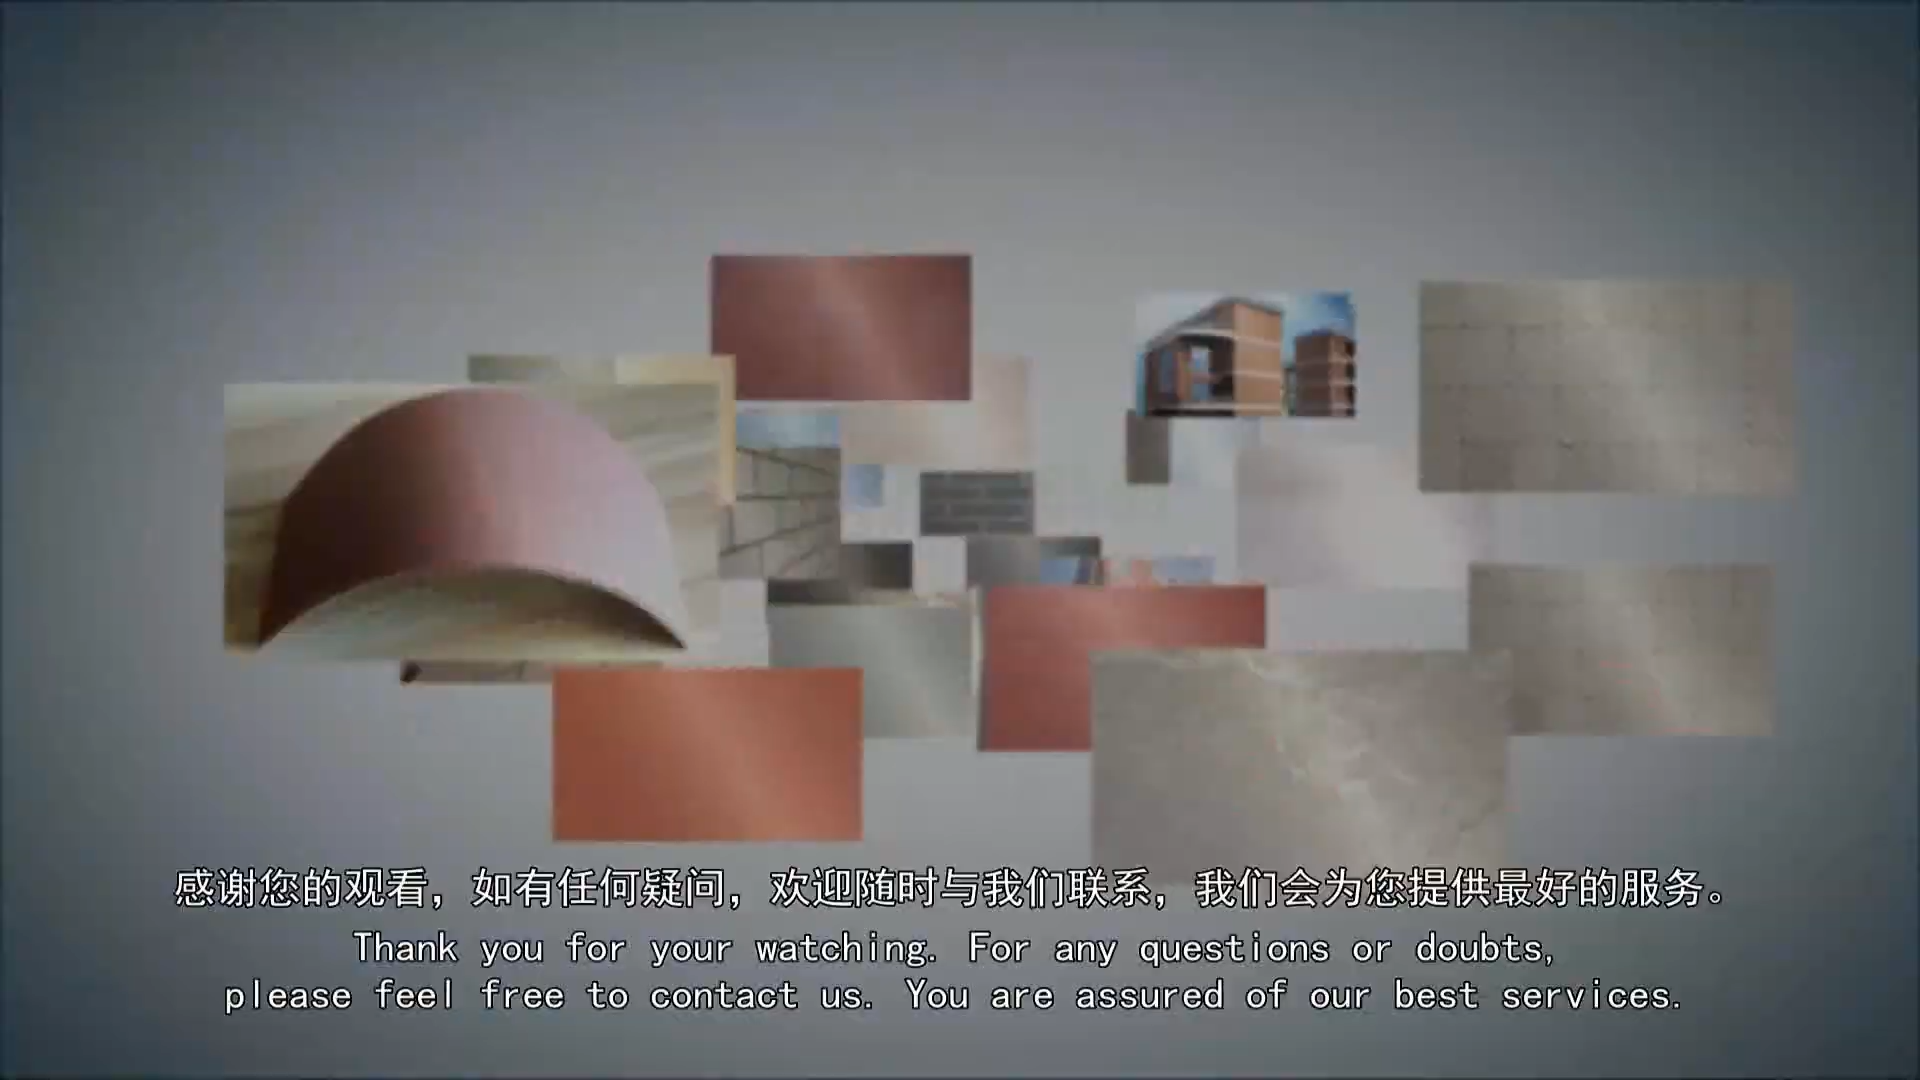 感谢您的观看，如有任何疑问，欢迎随时与我们联系，我们会为您提供最好的服务。
Thank you for your watching. For any questions or doubts,
please feel free to contact us. You are assured of our best services.